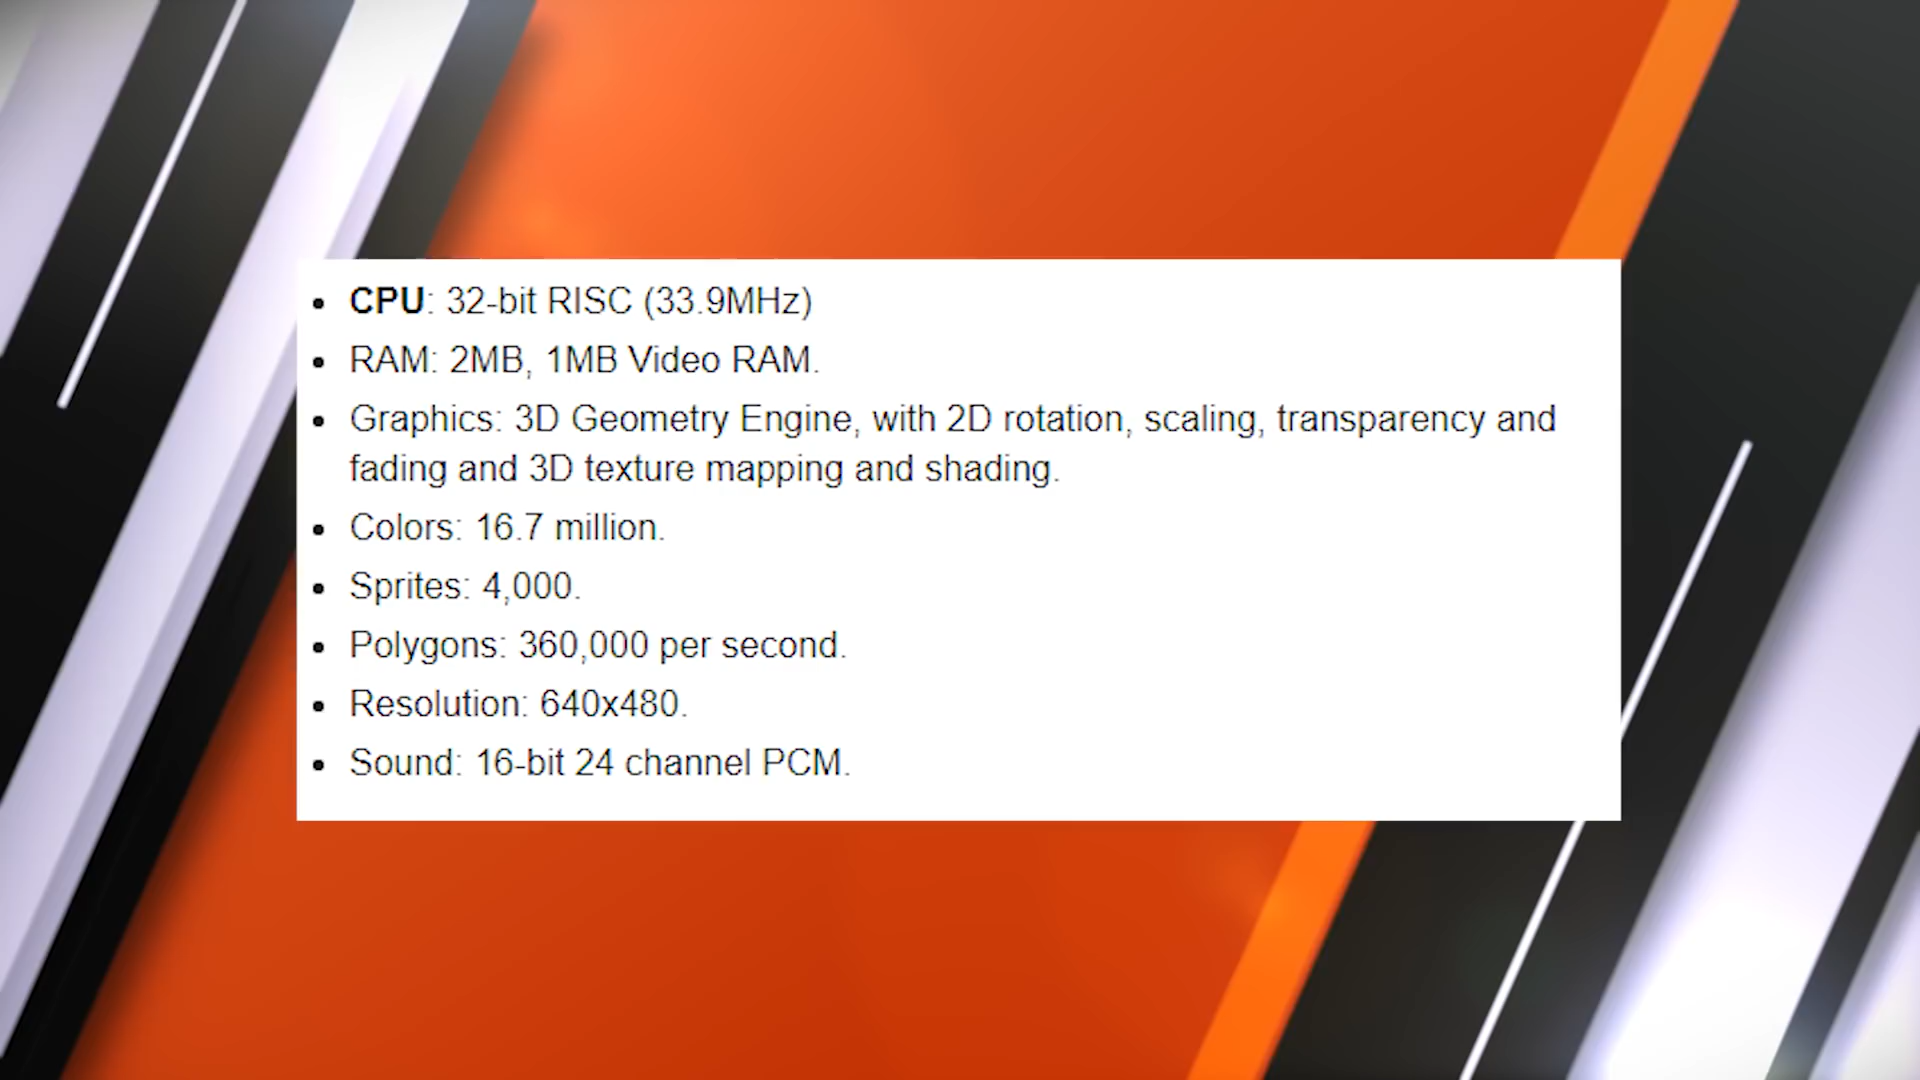 • CPU: 32-bit RISC (33.9MHz)
• RAM: 2MB, 1MB Video RAM.
• Graphics: 3D Geometry Engine, with 2D rotation, scaling, transparency and
fading and 3D texture mapping and shading.
• Colors: 16.7 million.
• Sprites: 4,000.
• Polygons: 360,000 per second.
• Resolution: 640x480.
• Sound: 16-bit 24 channel PCM.